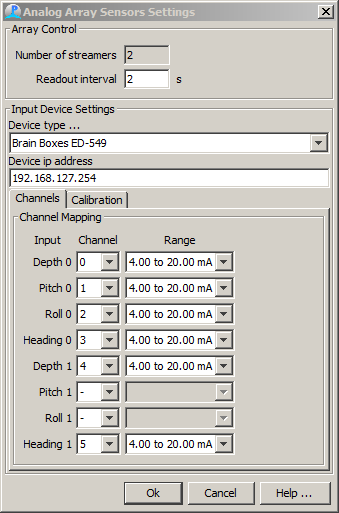 Analog Array Sensors Settings
Array Control
Number of streamers 2
Readout interval 2 s
Input Device Settings
Device type ...
Brain Boxes ED-549
Device ip address
192.168.127.254
Channels Calibration
Channel Mapping
Input Channel Range
Depth 0 0 4.00 to 20.00 mA
Pitch 0 1 4.00 to 20.00 mA
Roll 0 2 4.00 to 20.00 mA
Heading 0 3 4.00 to 20.00 mA
Depth 1 4 4.00 to 20.00 mA
Pitch 1 -
Roll 1 -
Heading 1 5 4.00 to 20.00 mA
Ok Cancel Help ...